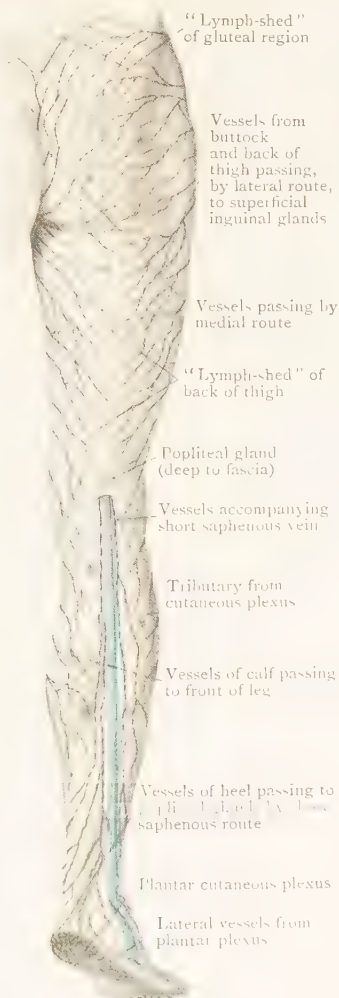 “Lymph-shed”
of gluteal region
Vessels from
buttock
and back of
thigh passing,
by lateral route,
to superficial
inguinal glands
Vessels passing by
medial route
“Lymph-shed” of
back of thigh
Popliteal gland
(deep to fascia)
Vessels accompanying
short saphenous vein
Tributary from
cutaneous plexus
Vessels of calf passing
to front of leg
Vessels of heel passing to
saphenous route
Plantar cutaneous plexus
Lateral vessels from
plantar plexus